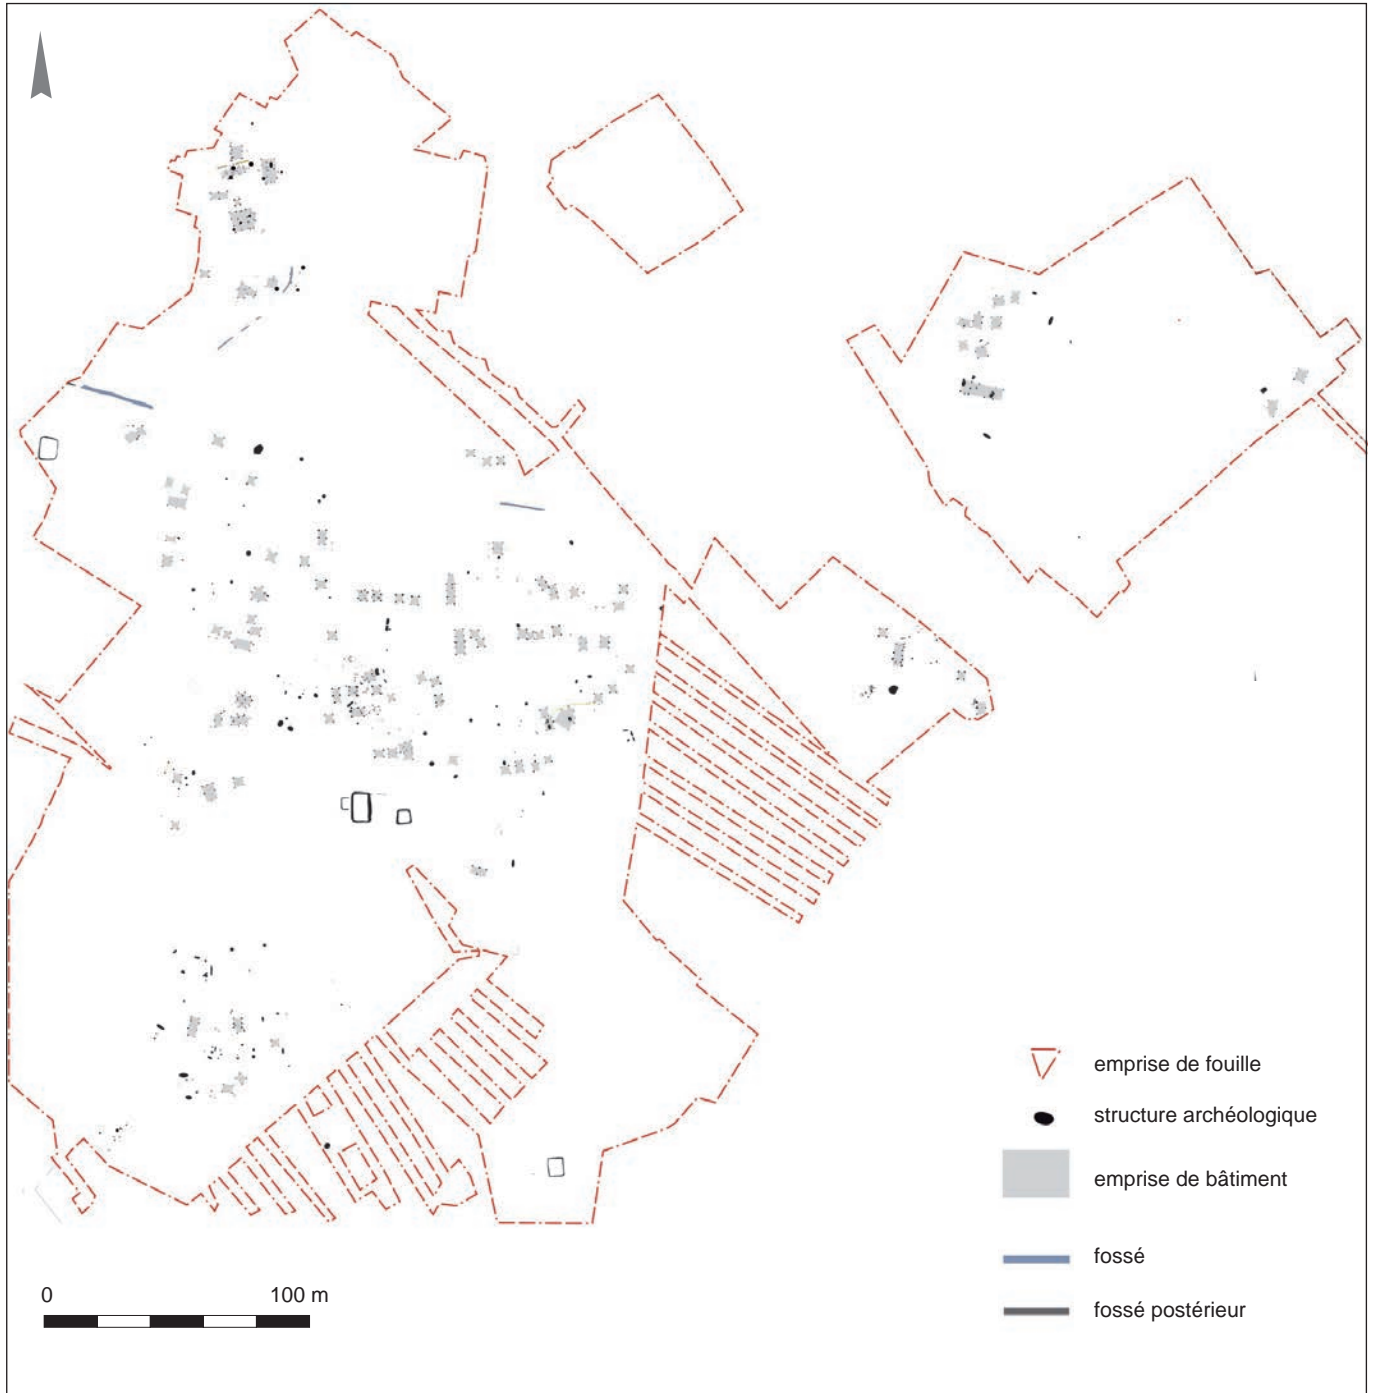 emprise de fouille
structure archéologique
emprise de bâtiment
fossé
fossé postérieur
0 100 m